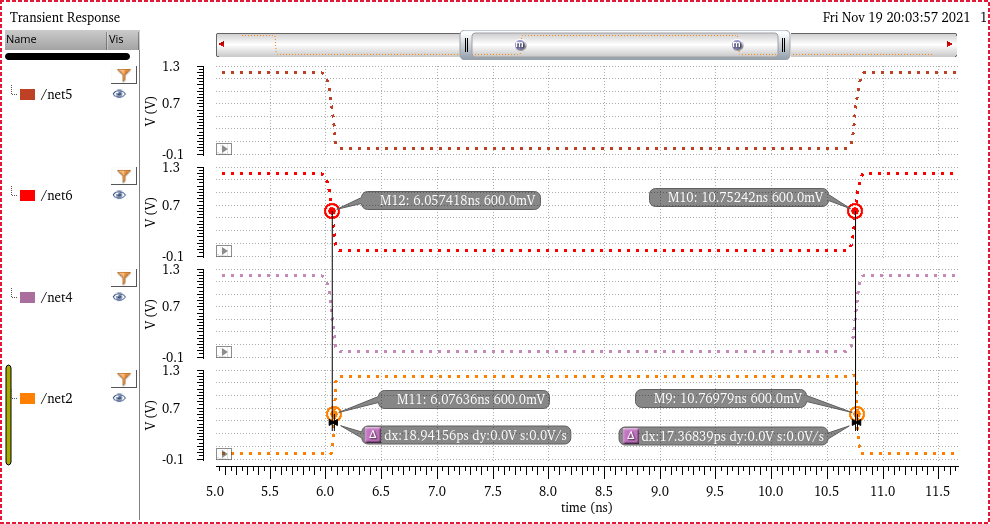 Transient Response
Fri Nov 19 20:03:57 2021 1
Name Vis
m m
/net5
V (V)
1.3
0.7
-0.1
/net6
V (V)
1.3
0.7
-0.1
M12: 6.057418ns 600.0mV
M10: 10.75242ns 600.0mV
/net4
V (V)
1.3
0.7
-0.1
/net2
V (V)
1.3
0.7
-0.1
M11: 6.07636ns 600.0mV
M9: 10.76979ns 600.0mV
Δ dx:18.94156ps dy:0.0V s:0.0V/s
Δ dx:17.36839ps dy:0.0V s:0.0V/s
5.0 5.5 6.0 6.5 7.0 7.5 8.0 8.5 9.0 9.5 10.0 10.5 11.0 11.5
time (ns)